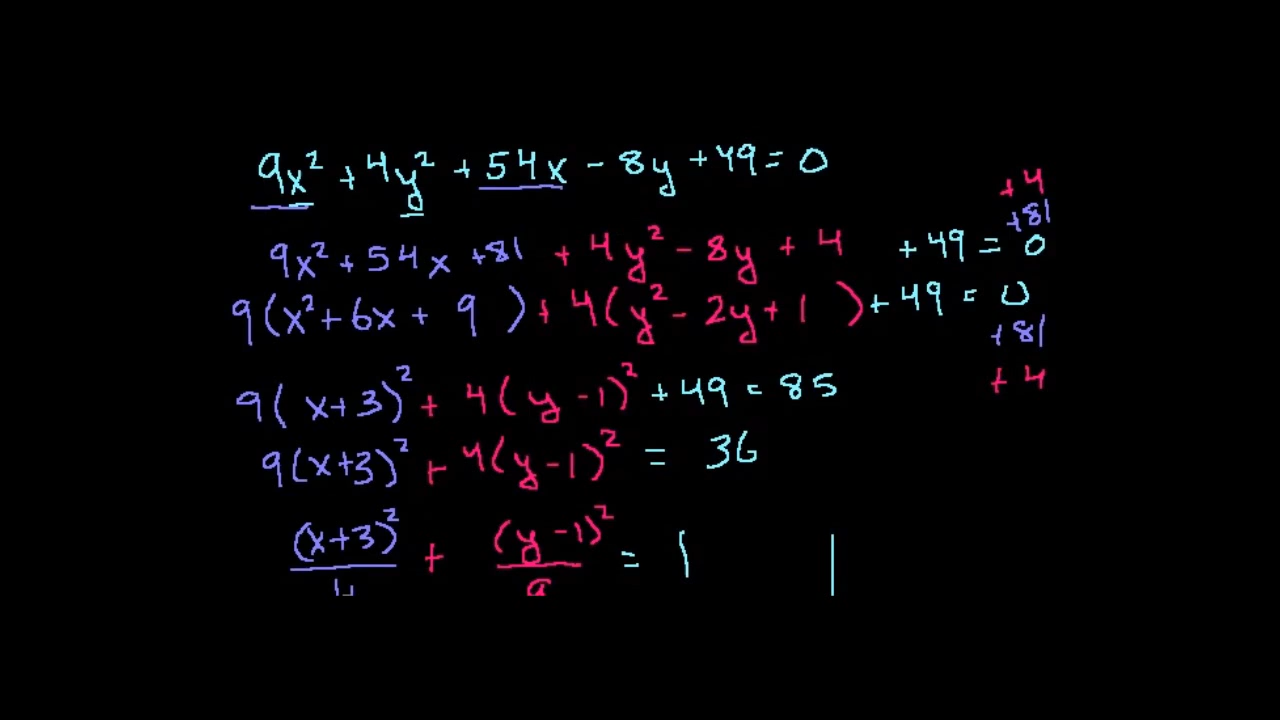 9x² + 4y² + 54x - 8y + 49 = 0
+4
+81
9x² + 54x + 81 + 4y² - 8y + 4 + 49 = 0
9(x² + 6x + 9) + 4(y² - 2y + 1) + 49 = 0
+81
+4
9(x+3)² + 4(y-1)² + 49 = 85
9(x+3)² + 4(y-1)² = 36
(x+3)² + (y-1)² = 1